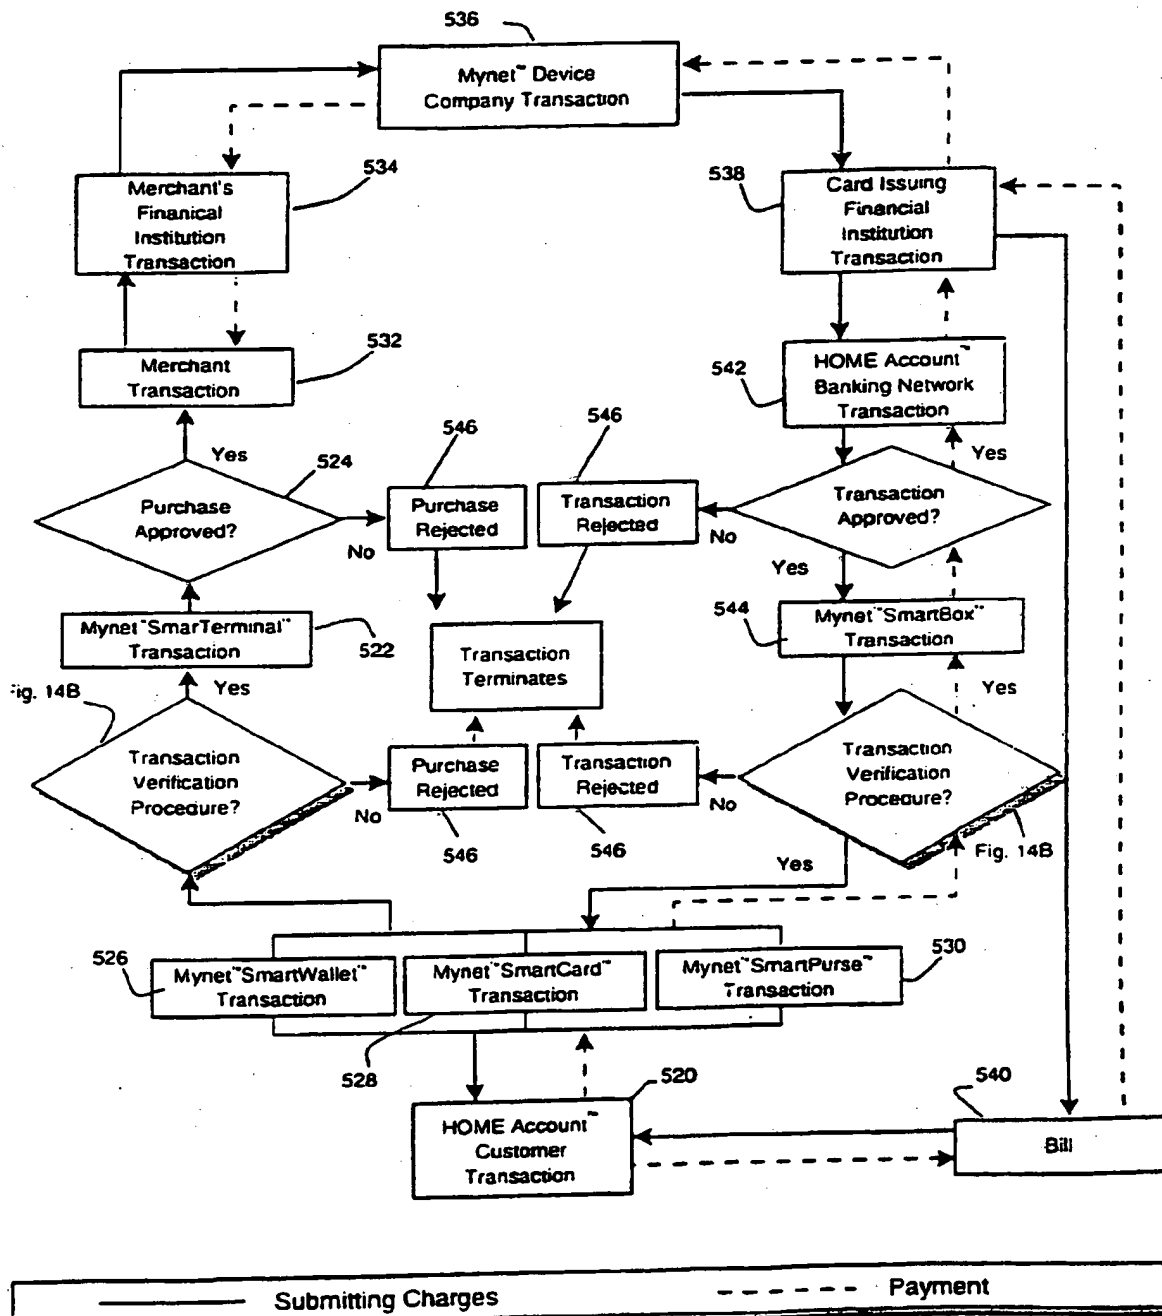 536
Mynet™ Device
Company Transaction
534
Merchant's
Finanical
Institution
Transaction
538
Card Issuing
Financial
Institution
Transaction
532
Merchant
Transaction
542
HOME Account™
Banking Network
Transaction
Yes
524
546
546
Yes
Purchase
Approved?
Purchase
Rejected
Transaction
Rejected
Transaction
Approved?
No
No
Yes
Mynet™SmarTerminal™
Transaction
522
544
Mynet™SmartBox™
Transaction
Transaction
Terminates
Fig. 14B
Yes
Yes
Transaction
Verification
Procedure?
Purchase
Rejected
Transaction
Rejected
Transaction
Verification
Procedure?
No
No
546
546
Yes
Fig. 14B
526
Mynet™SmartWallet™
Transaction
Mynet™SmartCard™
Transaction
Mynet™SmartPurse™
Transaction
530
528
520
540
HOME Account™
Customer
Transaction
Bill
Submitting Charges
Payment